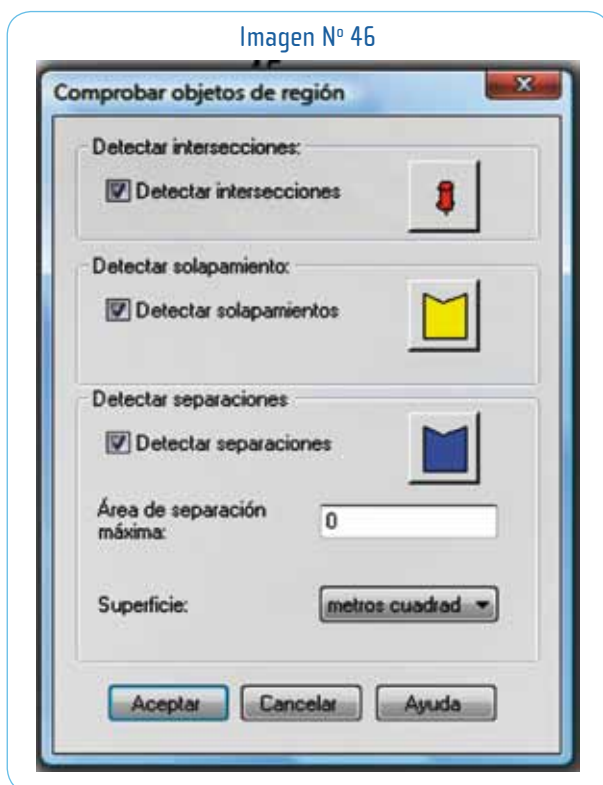 Imagen Nº 46
Comprobar objetos de región
Detectar intersecciones:
Detectar intersecciones
Detectar solapamiento:
Detectar solapamientos
Detectar separaciones
Detectar separaciones
Área de separación
máxima:
0
Superficie:
metros cuadrad
Aceptar
Cancelar
Ayuda